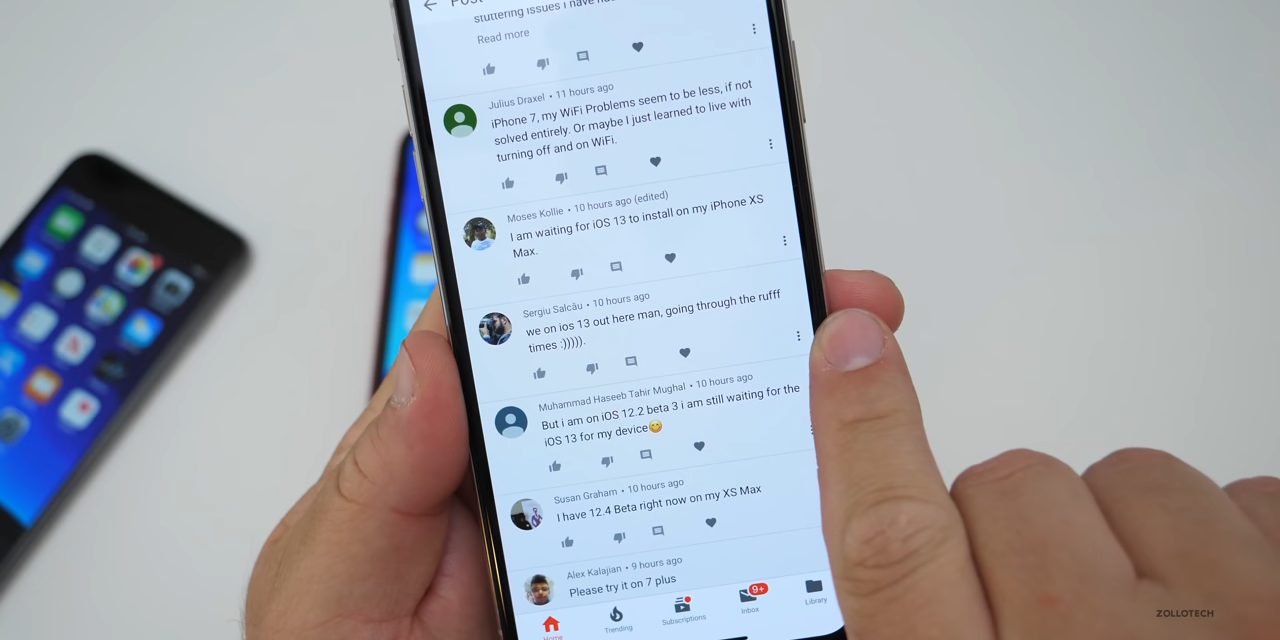 Post
stuttering issues I have
Read more
Julius Draxel • 11 hours ago
iPhone 7, my WiFi Problems seem to be less, if not
solved entirely. Or maybe I just learned to live with
turning off and on WiFi.
Moses Kollie • 10 hours ago (edited)
I am waiting for iOS 13 to install on my iPhone XS
Max.
Sergiu Salcău • 10 hours ago
we on ios 13 out here man, going through the rufff
times :))))).
Muhammad Haseeb Tahir Mughal • 10 hours ago
But i am on iOS 12.2 beta 3 i am still waiting for the
iOS 13 for my device😋
Susan Graham • 10 hours ago
I have 12.4 Beta right now on my XS Max
Alex Kalajian • 9 hours ago
Please try it on 7 plus
Home Trending Subscriptions 9+ Inbox Library
ZOLLOTECH